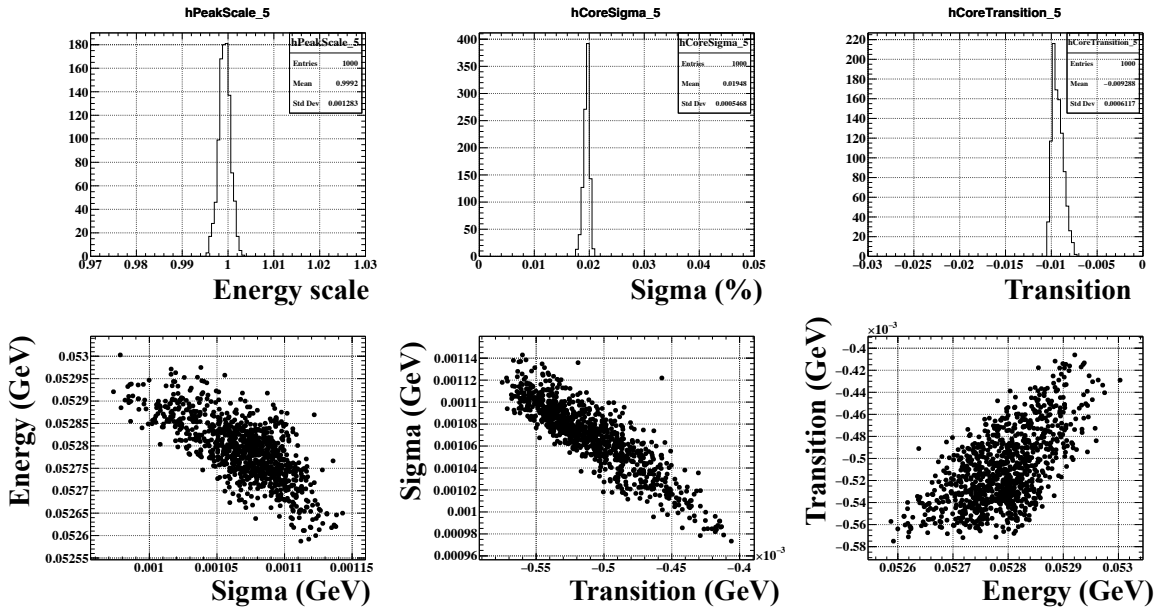 hPeakScale_5
hPeakScale_5
Entries 1000
Mean 0.9992
Std Dev 0.001283
180
160
140
120
100
80
60
40
20
0
0.97 0.98 0.99 1 1.01 1.02 1.03
Energy scale
hCoreSigma_5
hCoreSigma_5
Entries 1000
Mean 0.01948
Std Dev 0.0005468
400
350
300
250
200
150
100
50
0
0 0.01 0.02 0.03 0.04 0.05
Sigma (%)
hCoreTransition_5
hCoreTransition_5
Entries 1000
Mean −0.009288
Std Dev 0.0006117
220
200
180
160
140
120
100
80
60
40
20
0
−0.03 −0.025 −0.02 −0.015 −0.01 −0.005 0
Transition
Energy (GeV)
0.053
0.05295
0.0529
0.05285
0.0528
0.05275
0.0527
0.05265
0.0526
0.05255
0.001 0.00105 0.0011 0.00115
Sigma (GeV)
Sigma (GeV)
0.00114
0.00112
0.0011
0.00108
0.00106
0.00104
0.00102
0.001
0.00098
0.00096
×10⁻³
−0.55 −0.5 −0.45 −0.4
Transition (GeV)
Transition (GeV)
×10⁻³
−0.4
−0.42
−0.44
−0.46
−0.48
−0.5
−0.52
−0.54
−0.56
−0.58
0.0526 0.0527 0.0528 0.0529 0.053
Energy (GeV)